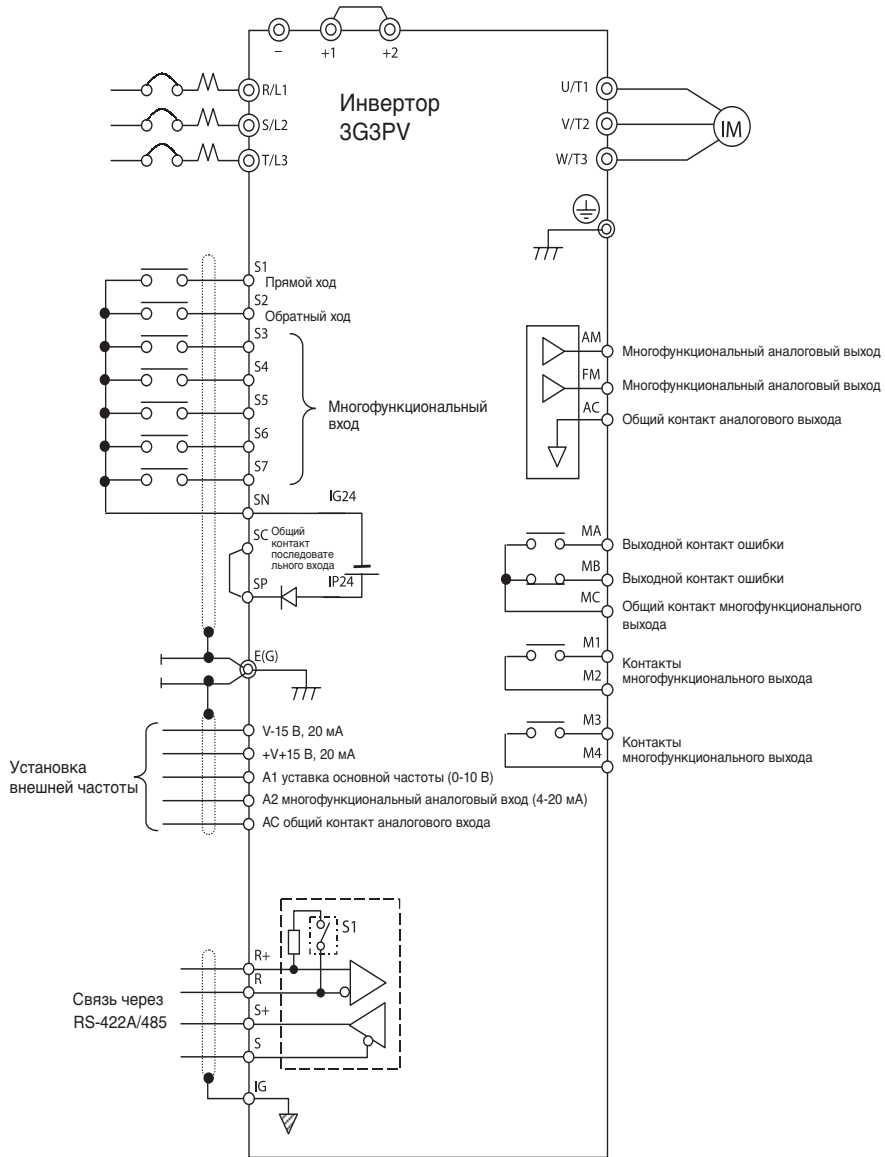 −
+1
+2
R/L1
S/L2
T/L3
Инвертор
3G3PV
U/T1
V/T2
W/T3
IM
S1
Прямой ход
S2
Обратный ход
S3
S4
S5
S6
S7
Многофункциональный
вход
SN
IG24
SC
Общий
контакт
последовате
льного входа
SP
IP24
E(G)
AM
Многофункциональный аналоговый выход
FM
Многофункциональный аналоговый выход
AC
Общий контакт аналогового выхода
MA
Выходной контакт ошибки
MB
Выходной контакт ошибки
MC
Общий контакт многофункционального
выхода
M1
M2
Контакты
многофункционального выхода
M3
M4
Контакты
многофункционального выхода
Установка
внешней частоты
V-15 В, 20 мА
+V+15 В, 20 мА
A1 уставка основной частоты (0-10 В)
A2 многофункциональный аналоговый вход (4-20 мА)
AC общий контакт аналогового входа
S1
Связь через
RS-422A/485
R+
R
S+
S
IG